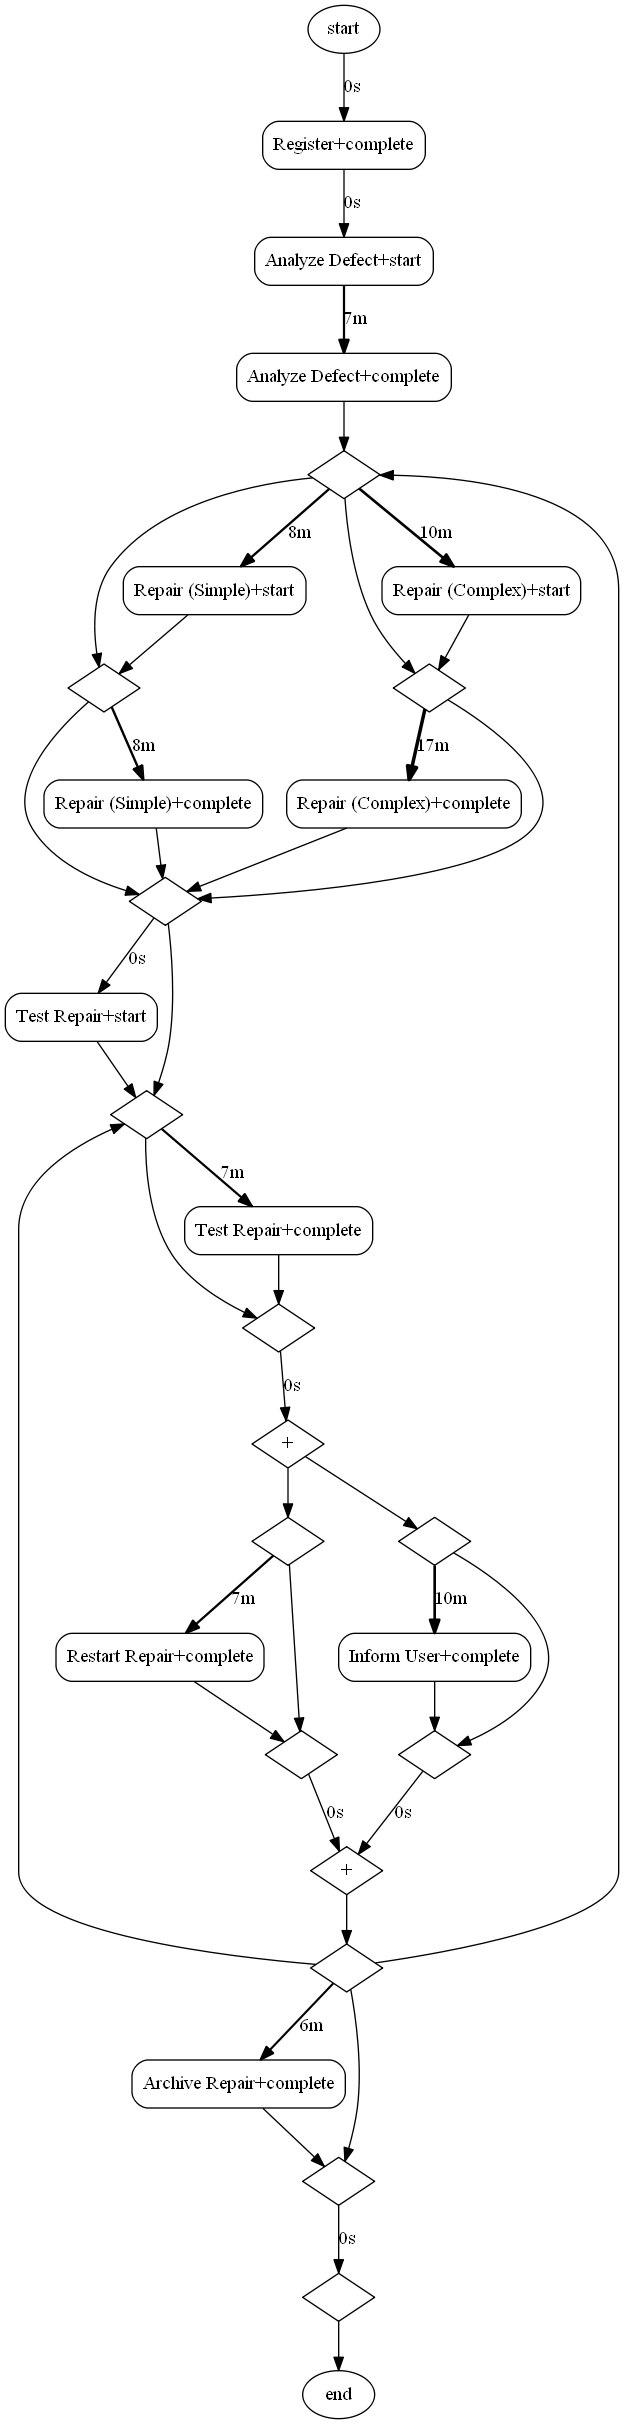 start
0s
Register+complete
0s
Analyze Defect+start
7m
Analyze Defect+complete
8m
10m
Repair (Simple)+start
Repair (Complex)+start
8m
17m
Repair (Simple)+complete
Repair (Complex)+complete
0s
Test Repair+start
7m
Test Repair+complete
0s
+
7m
10m
Restart Repair+complete
Inform User+complete
0s
0s
+
6m
Archive Repair+complete
0s
end